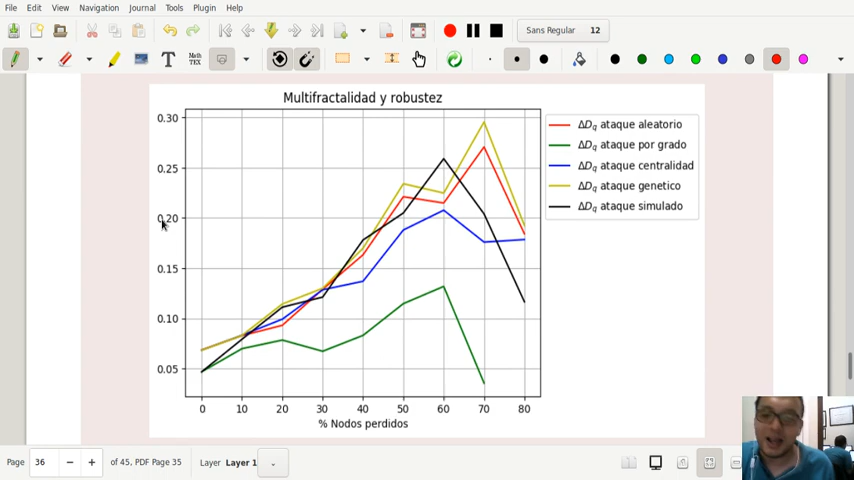 File Edit View Navigation Journal Tools Plugin Help
Sans Regular 12
Math
TEX
Multifractalidad y robustez
0.30
0.25
0.20
0.15
0.10
0.05
0 10 20 30 40 50 60 70 80
% Nodos perdidos
ΔDq ataque aleatorio
ΔDq ataque por grado
ΔDq ataque centralidad
ΔDq ataque genetico
ΔDq ataque simulado
Page 36 of 45, PDF Page 35 Layer Layer 1